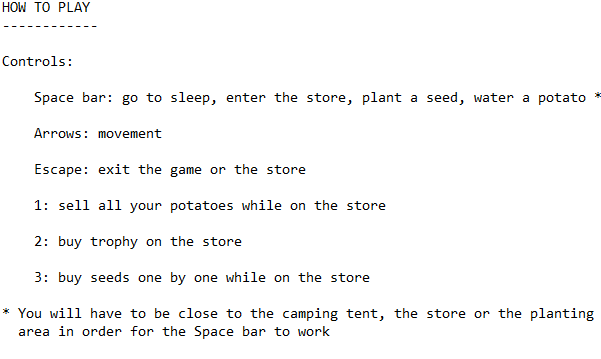 HOW TO PLAY
------------
Controls:
Space bar: go to sleep, enter the store, plant a seed, water a potato *
Arrows: movement
Escape: exit the game or the store
1: sell all your potatoes while on the store
2: buy trophy on the store
3: buy seeds one by one while on the store
* You will have to be close to the camping tent, the store or the planting
area in order for the Space bar to work